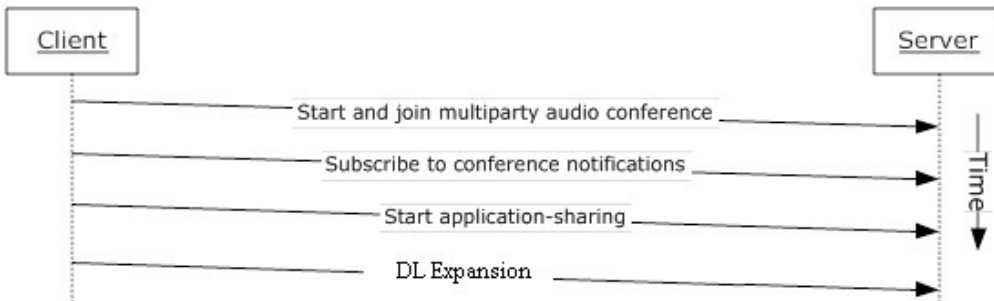 Client
Server
Start and join multiparty audio conference
Subscribe to conference notifications
Time
Start application-sharing
DL Expansion